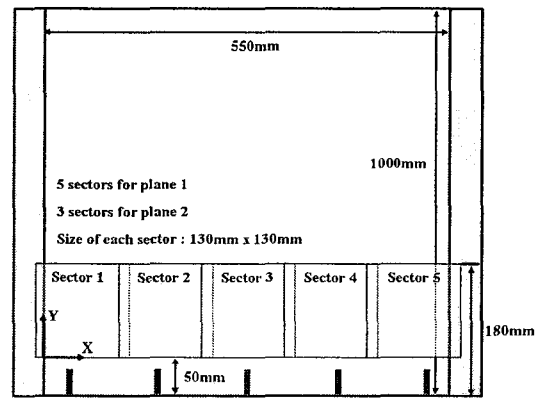 550mm
1000mm
5 sectors for plane 1
3 sectors for plane 2
Size of each sector : 130mm x 130mm
Sector 1 Sector 2 Sector 3 Sector 4 Sector 5
Y
X
180mm
50mm